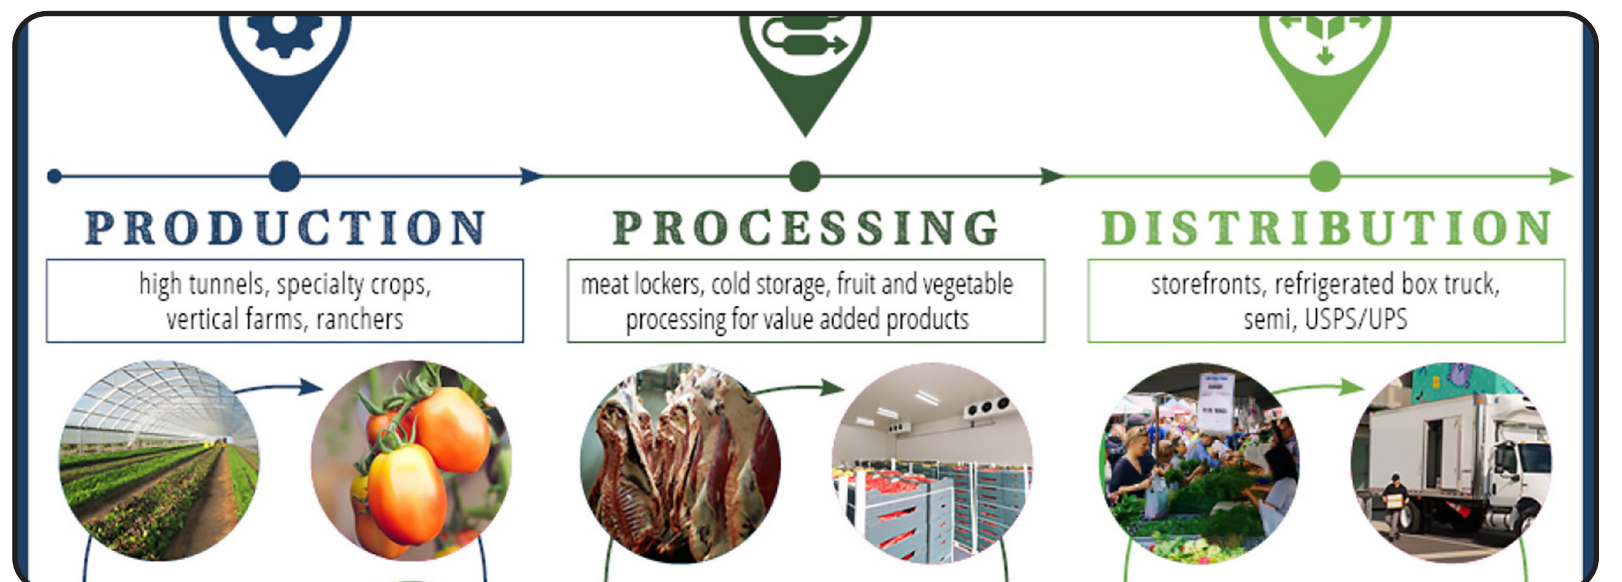 PRODUCTION
high tunnels, specialty crops,
vertical farms, ranchers
PROCESSING
meat lockers, cold storage, fruit and vegetable
processing for value added products
DISTRIBUTION
storefronts, refrigerated box truck,
semi, USPS/UPS